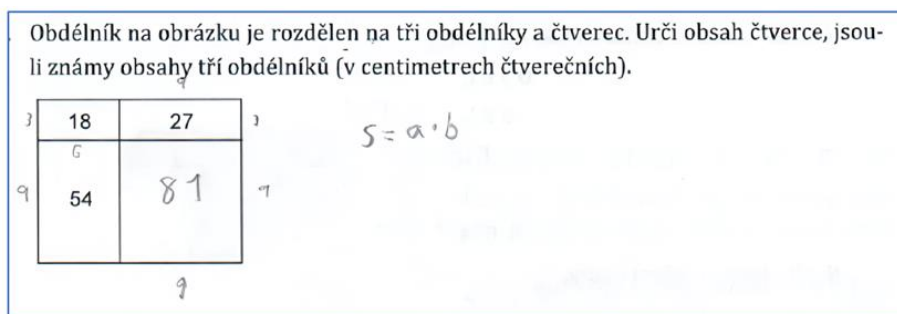 Obdélník na obrázku je rozdělen na tři obdélníky a čtverec. Urči obsah čtverce, jsou-
li známy obsahy tří obdélníků (v centimetrech čtverečních).
9
3 18 27 3
S = a · b
6
9 54 81 9
9